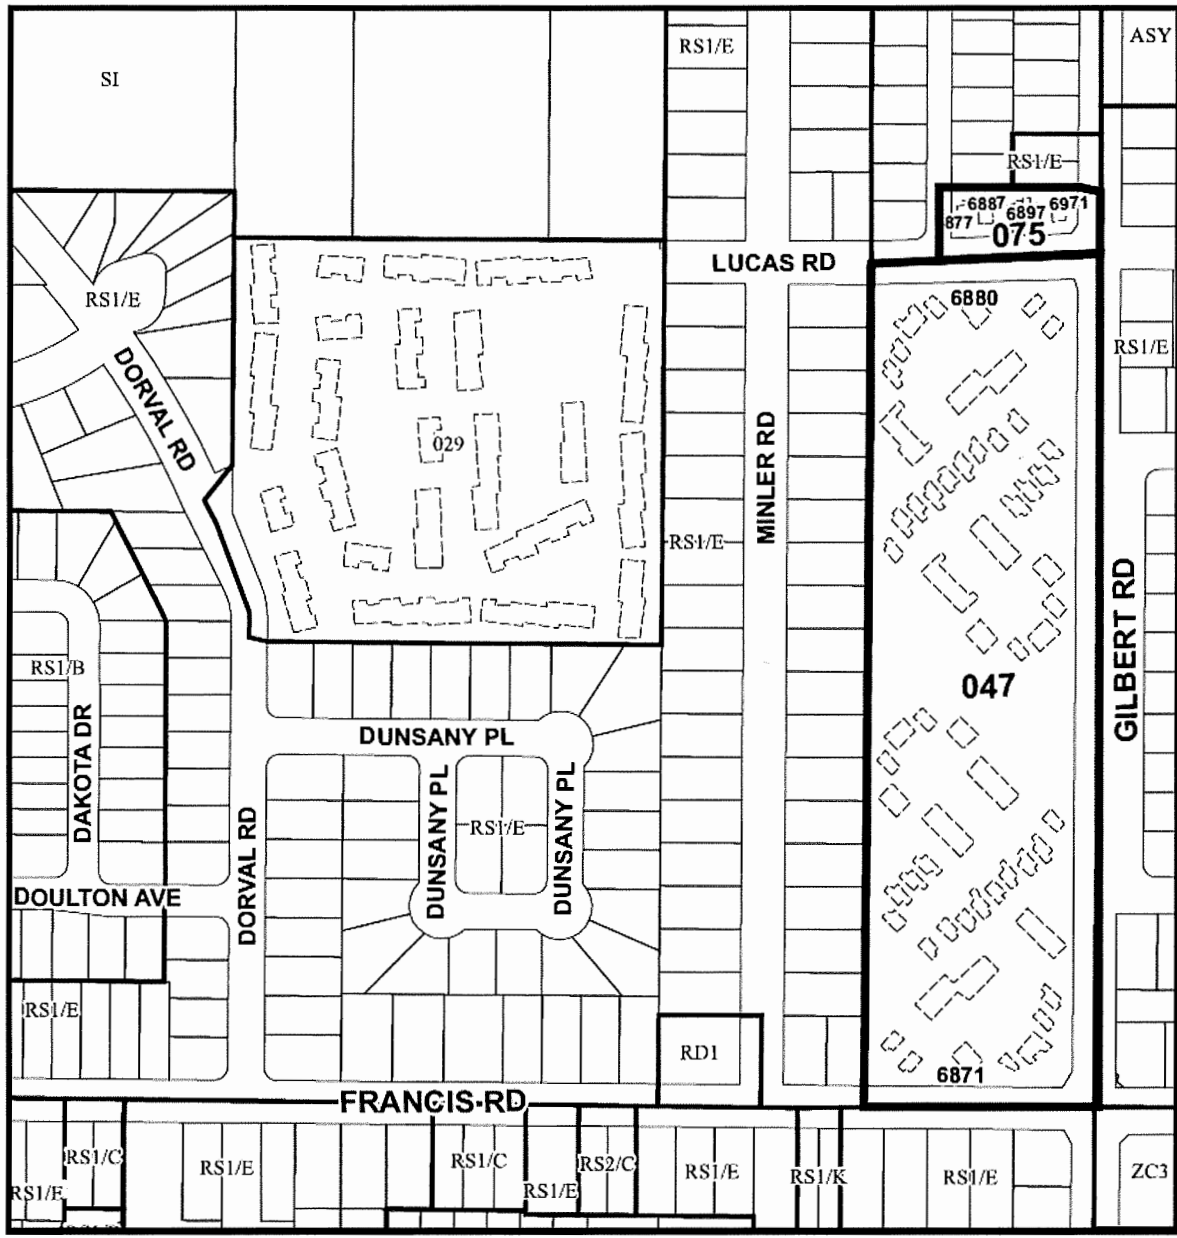 SI
RS1/E
ASY
RS1/E
6887
6971
877
6897
075
LUCAS RD
RS1/E
6880
DORVAL RD
RS1/E
029
MINLER RD
RS1/E
GILBERT RD
RS1/B
047
DAKOTA DR
DUNSANY PL
DUNSANY PL
DUNSANY PL
RS1/E
DORVAL RD
DOULTON AVE
RS1/E
RD1
6871
FRANCIS RD
RS1/C
RS1/E
RS1/C
RS2/C
RS1/E
RS1/K
RS1/E
ZC3
RS1/E
RS1/E